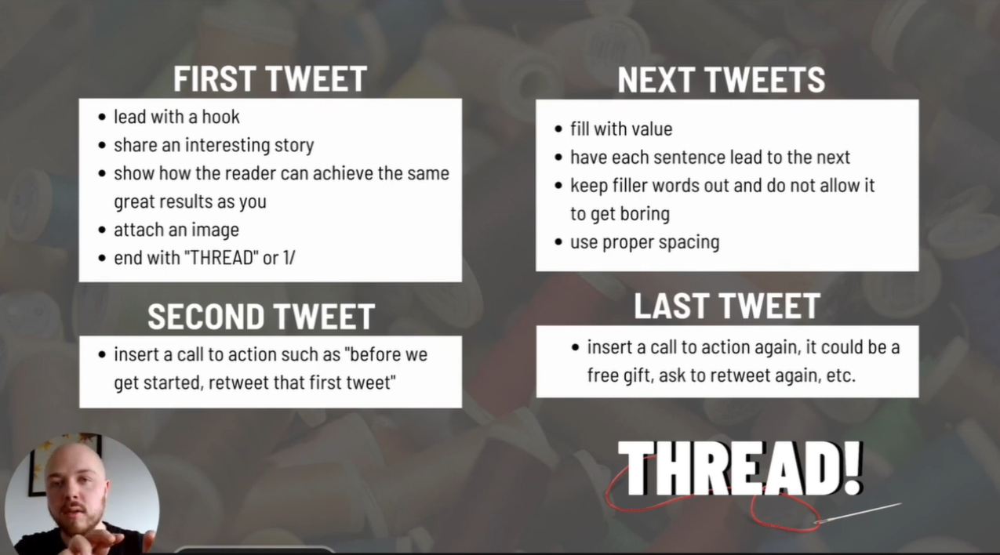 FIRST TWEET
• lead with a hook
• share an interesting story
• show how the reader can achieve the same
great results as you
• attach an image
• end with "THREAD" or 1/
SECOND TWEET
• insert a call to action such as "before we
get started, retweet that first tweet"
NEXT TWEETS
• fill with value
• have each sentence lead to the next
• keep filler words out and do not allow it
to get boring
• use proper spacing
LAST TWEET
• insert a call to action again, it could be a
free gift, ask to retweet again, etc.
THREAD!